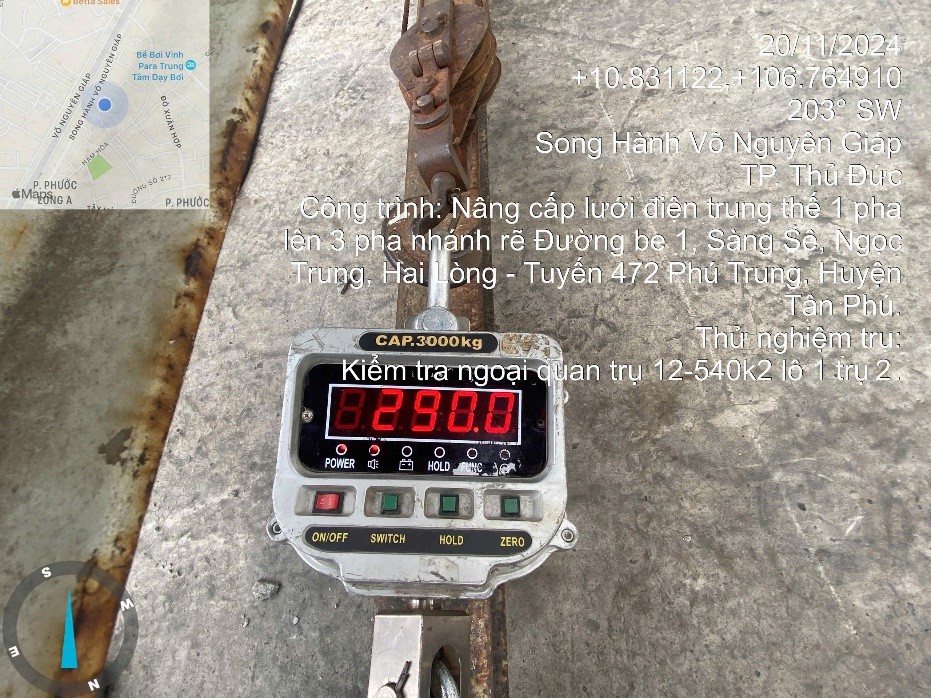 Betta Sales
VÕ NGUYÊN GIÁP
SONG HÀNH VÕ NGUYÊN GIÁP
Bể Bơi Vinh
Para Trung
Tâm Dạy Bơi
ĐỖ XUÂN HỢP
NAM HÒA
ĐƯỜNG SỐ 212
P. PHƯỚC
LONG A
Maps
P. PHƯỚC
20/11/2024
+10.831122,+106.764910
203° SW
Song Hành Võ Nguyên Giáp
TP Thủ Đức
Công trình: Nâng cấp lưới điện trung thế 1 pha
lên 3 pha nhánh rẽ Đường be 1, Sàng Sê, Ngọc
Trung, Hai Lòng - Tuyến 472 Phú Trung, Huyện
Tân Phú.
Thử nghiệm trụ:
Kiểm tra ngoại quan trụ 12-540k2 lô 1 trụ 2.
CAP.3000kg
290.0
POWER HOLD FUNC
ON/OFF SWITCH HOLD ZERO
S
W
E
N